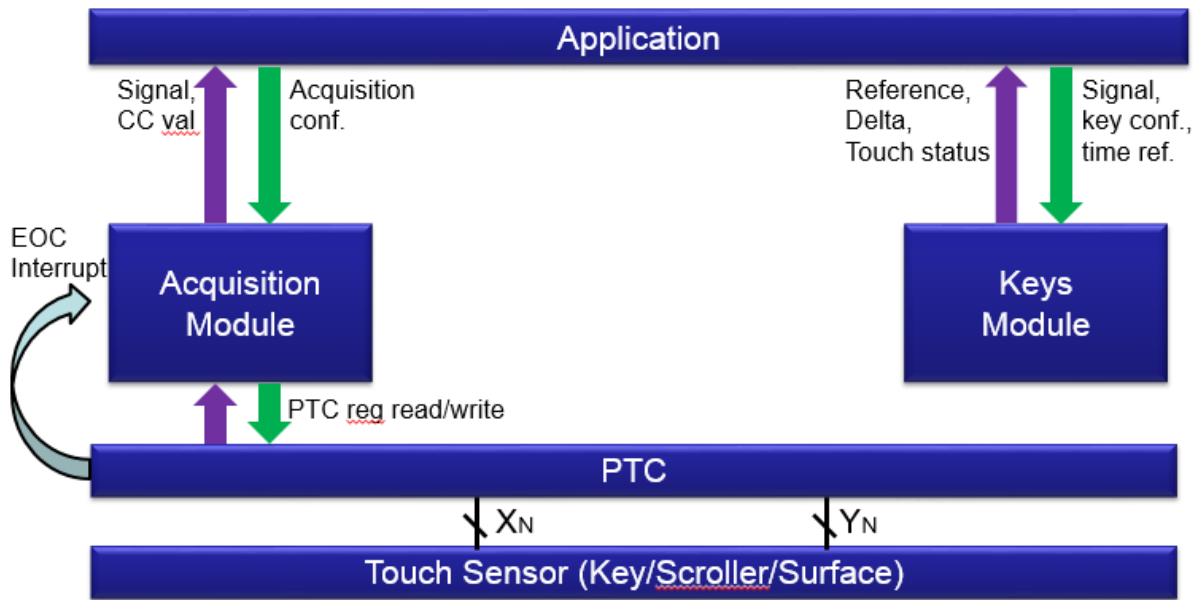 Application
Signal,
CC val
Acquisition
conf.
Reference,
Delta,
Touch status
Signal,
key conf.,
time ref.
EOC
Interrupt
Acquisition
Module
Keys
Module
PTC reg read/write
PTC
XN
YN
Touch Sensor (Key/Scroller/Surface)